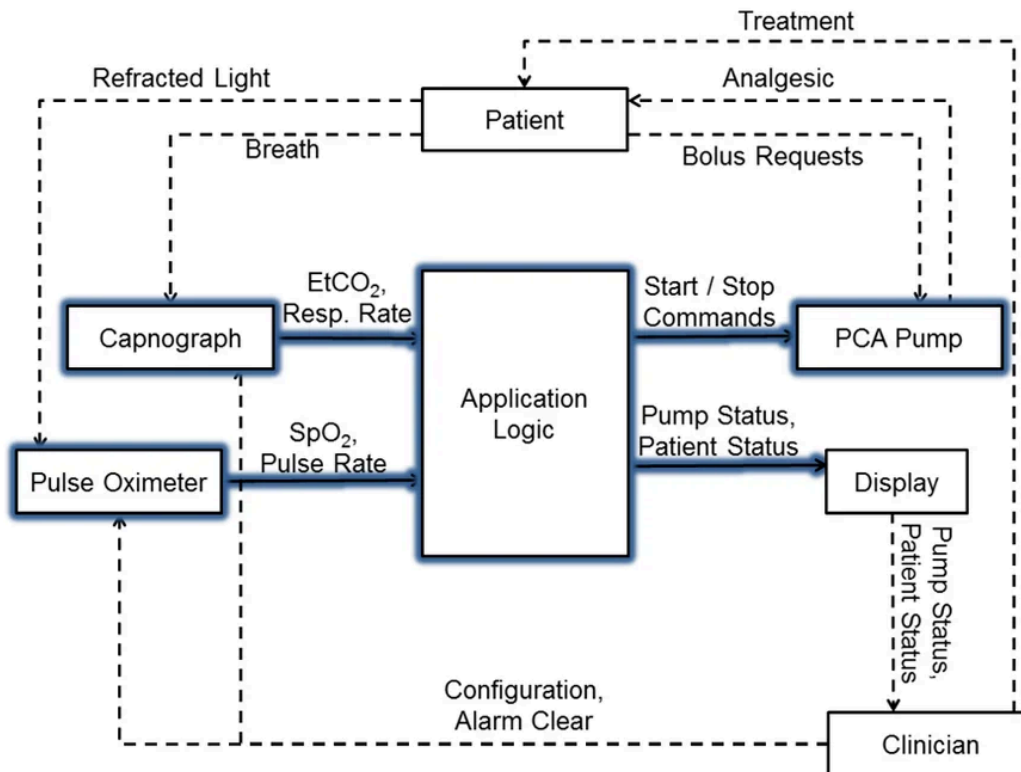 Treatment
Refracted Light
Analgesic
Patient
Breath
Bolus Requests
EtCO₂,
Resp. Rate
Start / Stop
Commands
Capnograph
PCA Pump
Application
Logic
SpO₂,
Pulse Rate
Pump Status,
Patient Status
Pulse Oximeter
Display
Pump Status,
Patient Status
Configuration,
Alarm Clear
Clinician